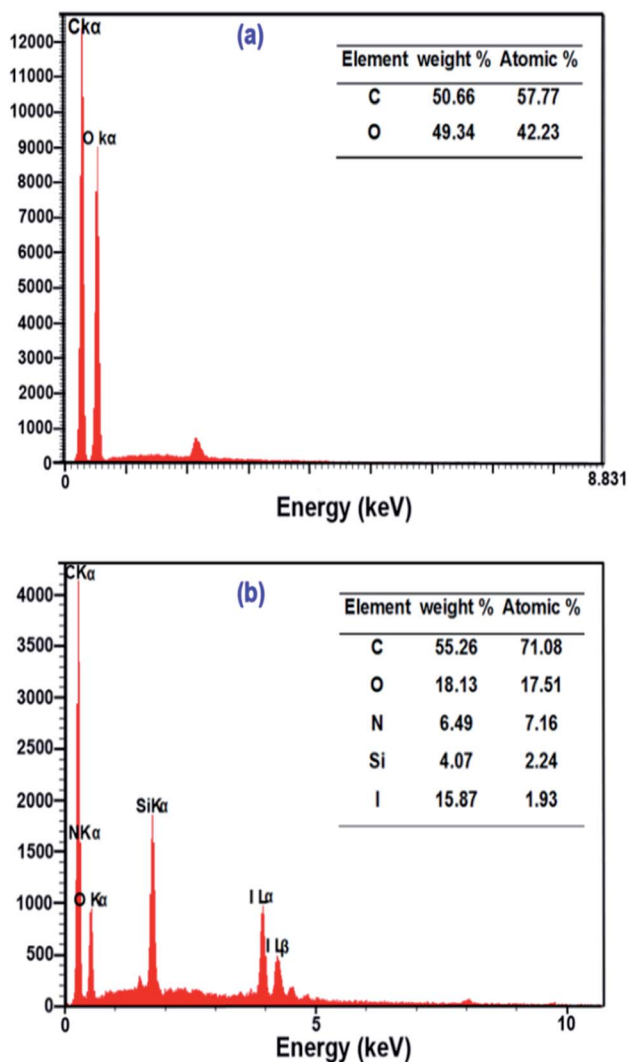 (a)
Ckα
O kα
12000
11000
10000
9000
8000
7000
6000
5000
4000
3000
2000
1000
0
0
8.831
Energy (keV)
Element weight % Atomic %
C 50.66 57.77
O 49.34 42.23
(b)
CKα
NKα
O Kα
SiKα
I Lα
I Lβ
4000
3500
3000
2500
2000
1500
1000
500
0
0 5 10
Energy (keV)
Element weight % Atomic %
C 55.26 71.08
O 18.13 17.51
N 6.49 7.16
Si 4.07 2.24
I 15.87 1.93